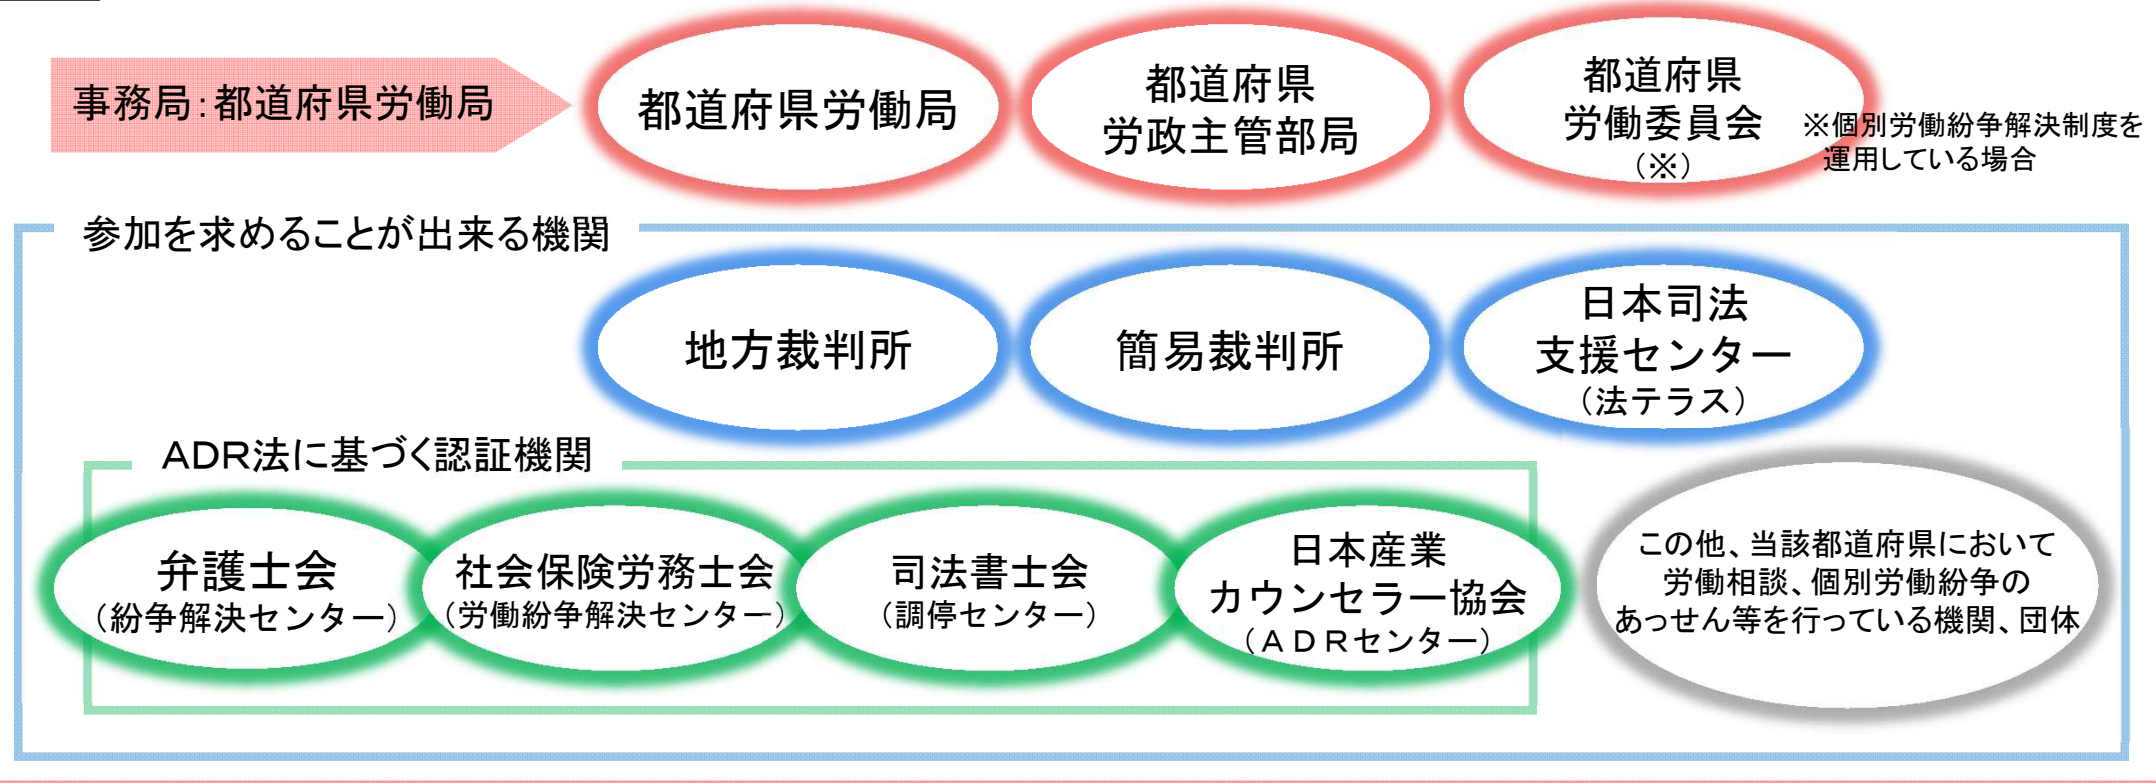 事務局：都道府県労働局
都道府県労働局
都道府県
労政主管部局
都道府県
労働委員会
（※）
※個別労働紛争解決制度を
運用している場合
参加を求めることが出来る機関
地方裁判所
簡易裁判所
日本司法
支援センター
（法テラス）
ＡＤＲ法に基づく認証機関
弁護士会
（紛争解決センター）
社会保険労務士会
（労働紛争解決センター）
司法書士会
（調停センター）
日本産業
カウンセラー協会
（ＡＤＲセンター）
この他、当該都道府県において
労働相談、個別労働紛争の
あっせん等を行っている機関、団体